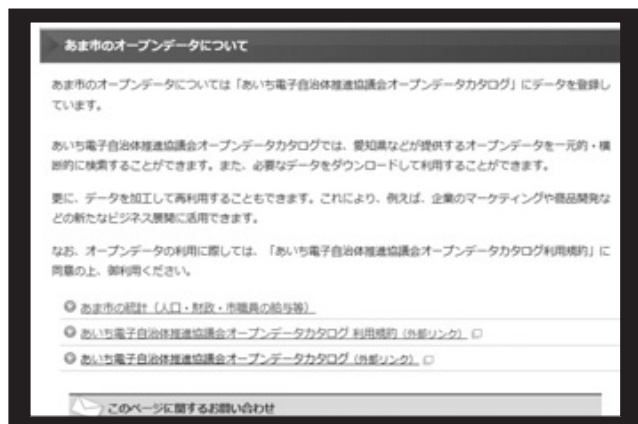 あま市のオープンデータについて
あま市のオープンデータについては「あいち電子自治体推進協議会オープンデータカタログ」にデータを登録し
ています。
あいち電子自治体推進協議会オープンデータカタログでは、愛知県などが提供するオープンデータを一元的・横
断的に検索することができます。また、必要なデータをダウンロードして利用することができます。
更に、データを加工して再利用することもできます。これにより、例えば、企業のマーケティングや商品開発な
どの新たなビジネス展開に活用できます。
なお、オープンデータの利用に際しては、「あいち電子自治体推進協議会オープンデータカタログ利用規約」に
同意の上、御利用ください。
あま市の統計（人口・財政・市職員の給与等）
あいち電子自治体推進協議会オープンデータカタログ 利用規約（外部リンク）
あいち電子自治体推進協議会オープンデータカタログ（外部リンク）
このページに関するお問い合わせ